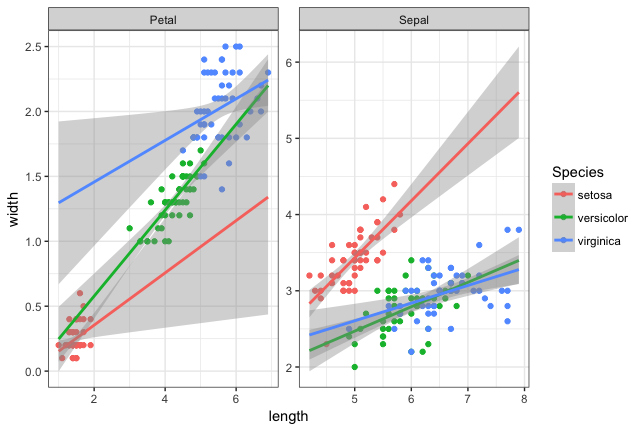 Petal
Sepal
2.5
2.0
1.5
1.0
0.5
0.0
width
6
5
4
3
2
2 4 6
5 6 7 8
length
Species
setosa
versicolor
virginica